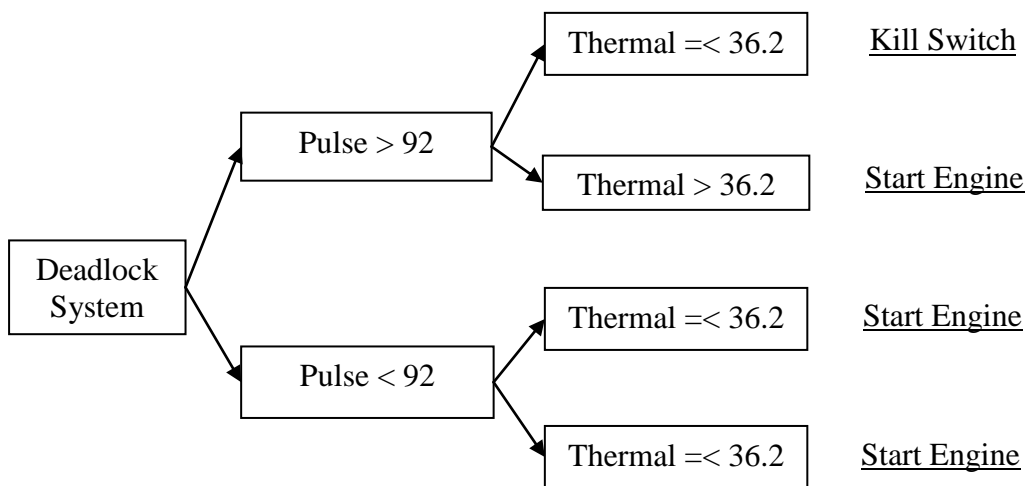 Thermal =< 36.2
Kill Switch
Pulse > 92
Thermal > 36.2
Start Engine
Deadlock
System
Thermal =< 36.2
Start Engine
Pulse < 92
Thermal =< 36.2
Start Engine